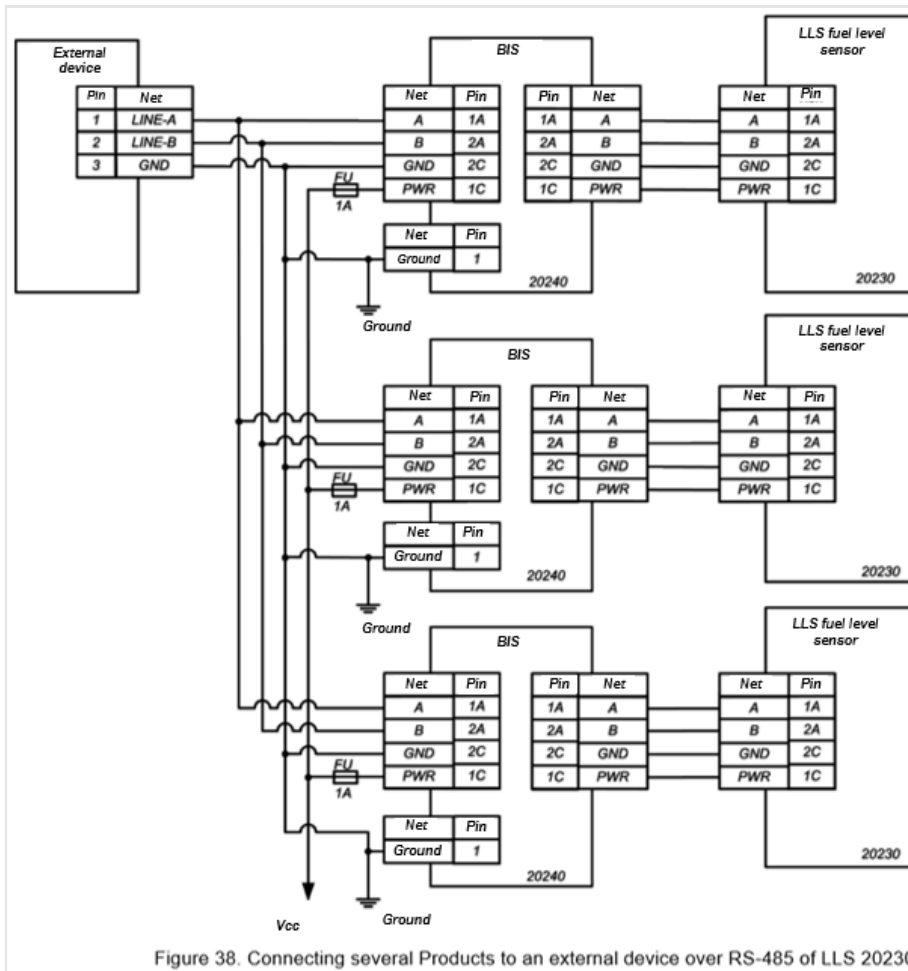 External device
Pin Net
1 LINE-A
2 LINE-B
3 GND
BIS
Net Pin
A 1A
B 2A
GND 2C
PWR 1C
Pin Net
1A A
2A B
2C GND
1C PWR
FU
1A
Net Pin
Ground 1
20240
Ground
LLS fuel level
sensor
Net Pin
A 1A
B 2A
GND 2C
PWR 1C
20230
BIS
Net Pin
A 1A
B 2A
GND 2C
PWR 1C
Pin Net
1A A
2A B
2C GND
1C PWR
FU
1A
Net Pin
Ground 1
20240
Ground
LLS fuel level
sensor
Net Pin
A 1A
B 2A
GND 2C
PWR 1C
20230
BIS
Net Pin
A 1A
B 2A
GND 2C
PWR 1C
Pin Net
1A A
2A B
2C GND
1C PWR
FU
1A
Net Pin
Ground 1
20240
Ground
Vcc
LLS fuel level
sensor
Net Pin
A 1A
B 2A
GND 2C
PWR 1C
20230
Figure 38. Connecting several Products to an external device over RS-485 of LLS 20230